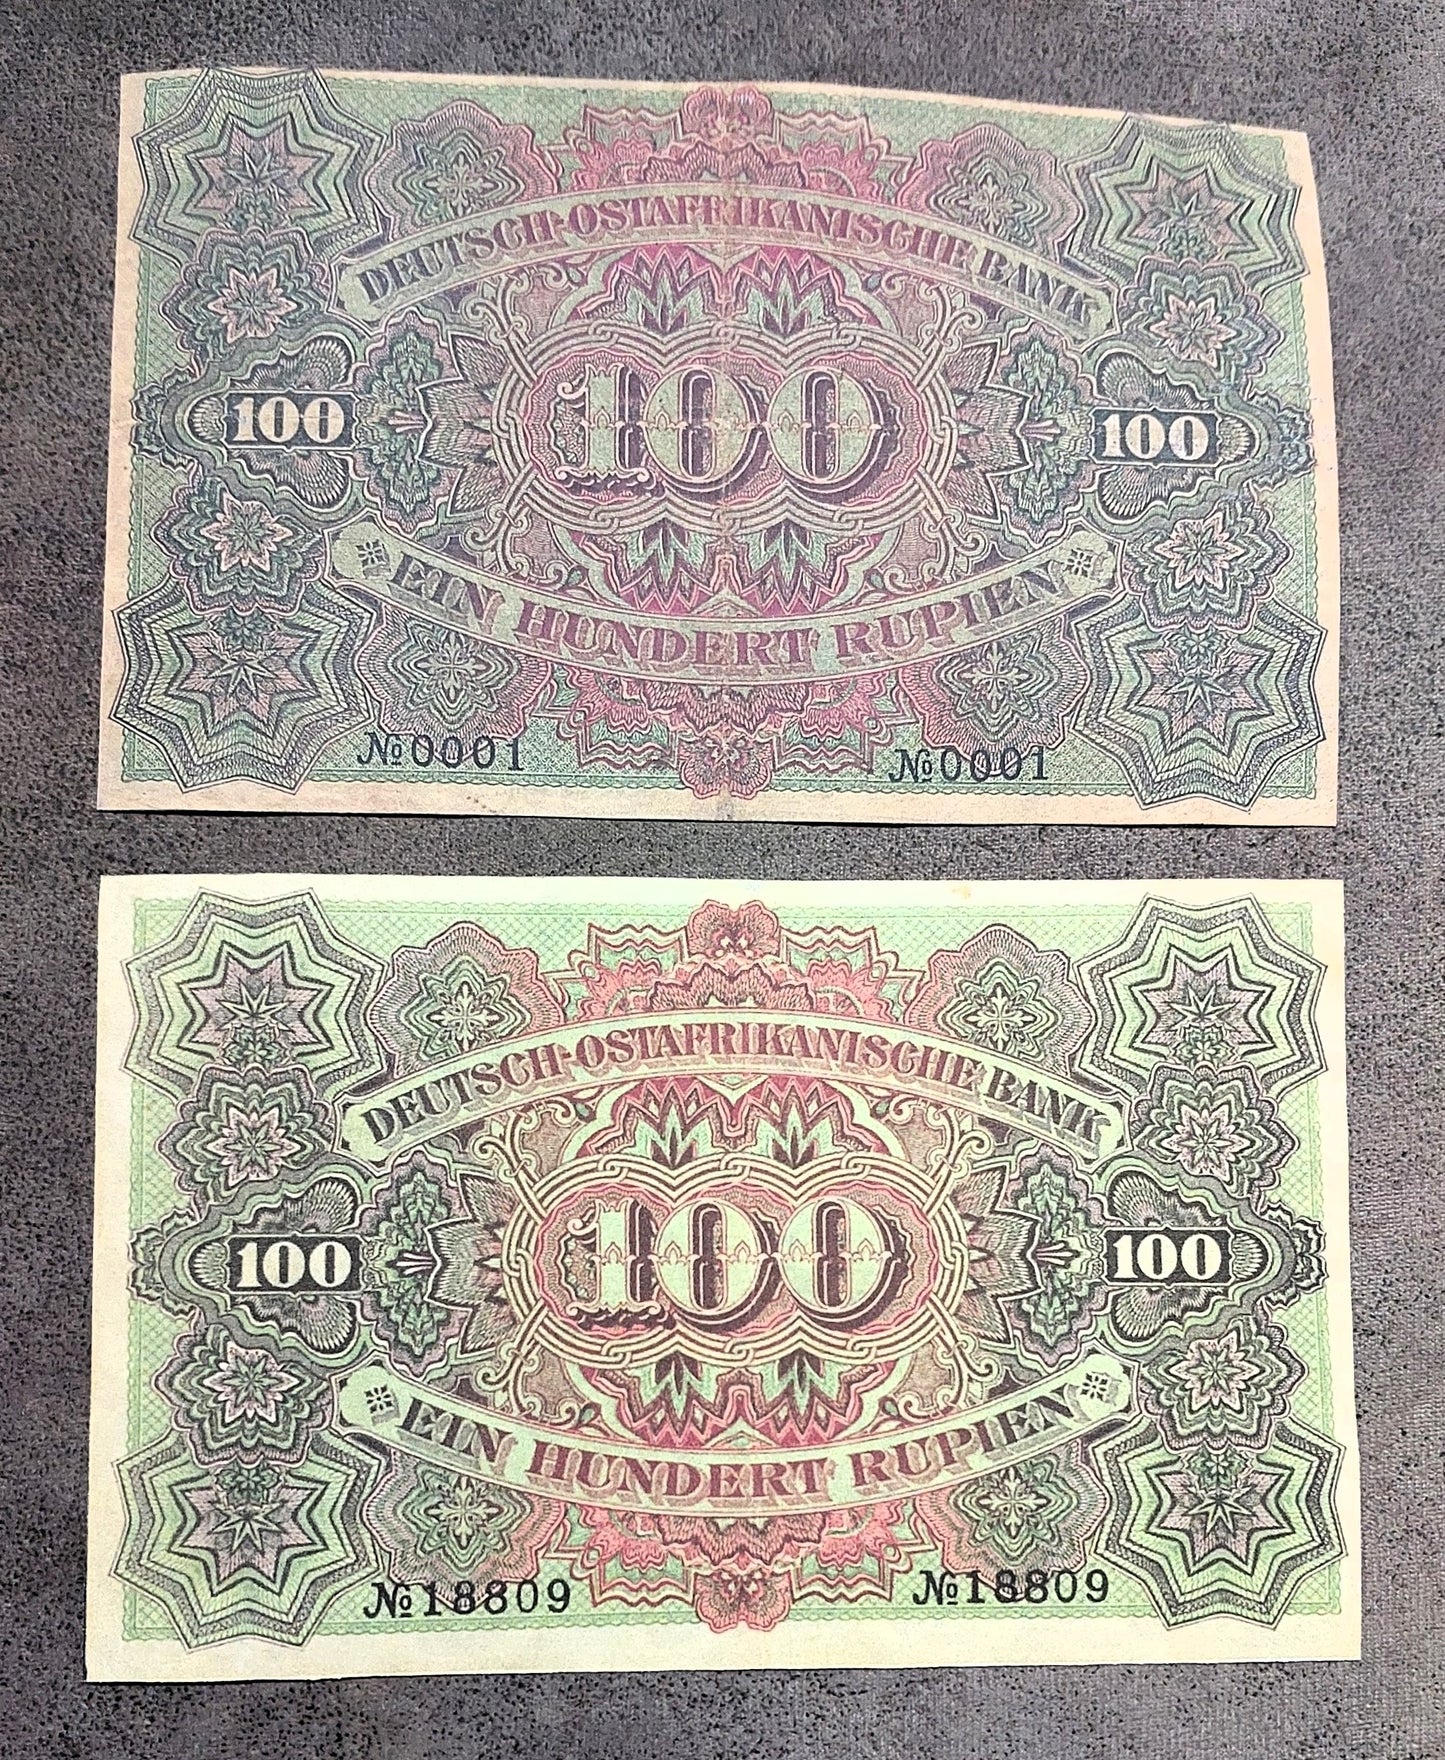 DEUTSCH-OSTAFRIKANISCHE BANK
100 100 100
EIN HUNDERT RUPIEN
№0001 №0001
DEUTSCH-OSTAFRIKANISCHE BANK
100 100 100
EIN HUNDERT RUPIEN
№18809 №18809